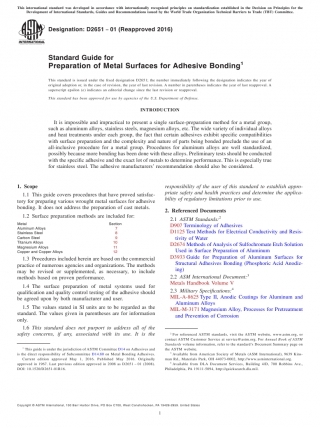 This international standard was developed in accordance with internationally recognized principles on standardization established in the Decision on Principles for the
Development of International Standards, Guides and Recommendations issued by the World Trade Organization Technical Barriers to Trade (TBT) Committee.
Designation: D2651 − 01 (Reapproved 2016)
INTERNATIONAL
Standard Guide for
Preparation of Metal Surfaces for Adhesive Bonding1
This standard is issued under the fixed designation D2651; the number immediately following the designation indicates the year of
original adoption or, in the case of revision, the year of last revision. A number in parentheses indicates the year of last reapproval. A
superscript epsilon (ε) indicates an editorial change since the last revision or reapproval.
This standard has been approved for use by agencies of the U.S. Department of Defense.
INTRODUCTION
It is impossible and impractical to present a single surface-preparation method for a metal group,
such as aluminum alloys, stainless steels, magnesium alloys, etc. The wide variety of individual alloys
and heat treatments under each group, the fact that certain adhesives exhibit specific compatibilities
with surface preparation and the complexity and nature of parts being bonded preclude the use of an
all-inclusive procedure for a metal group. Procedures for aluminum alloys are well standardized,
possibly because more bonding has been done with these alloys. Preliminary tests should be conducted
with the specific adhesive and the exact lot of metals to determine performance. This is especially true
for stainless steel. The adhesive manufacturers' recommendation should also be considered.
1. Scope
1.1 This guide covers procedures that have proved satisfac-
tory for preparing various wrought metal surfaces for adhesive
bonding. It does not address the preparation of cast metals.
1.2 Surface preparation methods are included for:
Metal Section
Aluminum Alloys 7
Stainless Steel 8
Carbon Steel 9
Titanium Alloys 10
Magnesium Alloys 11
Copper and Copper Alloys 12
1.3 Procedures included herein are based on the commercial
practice of numerous agencies and organizations. The methods
may be revised or supplemented, as necessary, to include
methods based on proven performance.
1.4 The surface preparation of metal systems used for
qualification and quality control testing of the adhesive should
be agreed upon by both manufacturer and user.
1.5 The values stated in SI units are to be regarded as the
standard. The values given in parentheses are for information
only.
1.6 This standard does not purport to address all of the
safety concerns, if any, associated with its use. It is the
responsibility of the user of this standard to establish appro-
priate safety and health practices and determine the applica-
bility of regulatory limitations prior to use.
2. Referenced Documents
2.1 ASTM Standards:2
D907 Terminology of Adhesives
D1125 Test Methods for Electrical Conductivity and Resis-
tivity of Water
D2674 Methods of Analysis of Sulfochromate Etch Solution
Used in Surface Preparation of Aluminum
D3933 Guide for Preparation of Aluminum Surfaces for
Structural Adhesives Bonding (Phosphoric Acid Anodiz-
ing)
2.2 ASM International Document:3
Metals Handbook Volume V
2.3 Military Specifications:4
MIL-A-8625 Type II, Anodic Coatings for Aluminum and
Aluminum Alloys
MIL-M-3171 Magnesium Alloy, Processes for Pretreatment
and Prevention of Corrosion
1 This guide is under the jurisdiction of ASTM Committee D14 on Adhesives and
is the direct responsibility of Subcommittee D14.80 on Metal Bonding Adhesives.
Current edition approved May 1, 2016. Published May 2016. Originally
approved in 1967. Last previous edition approved in 2008 as D2651 – 01 (2008).
DOI: 10.1520/D2651-01R16.
2 For referenced ASTM standards, visit the ASTM website, www.astm.org, or
contact ASTM Customer Service at service@astm.org. For Annual Book of ASTM
Standards volume information, refer to the standard's Document Summary page on
the ASTM website.
3 Available from American Society of Metals (ASM International), 9639 Kins-
man Rd., Materials Park, OH 44073-0002, http://www.asminternational.org.
4 Available from DLA Document Services, Building 4/D, 700 Robbins Ave.,
Philadelphia, PA 19111-5094, http://quicksearch.dla.mil.
Copyright © ASTM International, 100 Barr Harbor Drive, PO Box C700, West Conshohocken, PA 19428-2959. United States
1